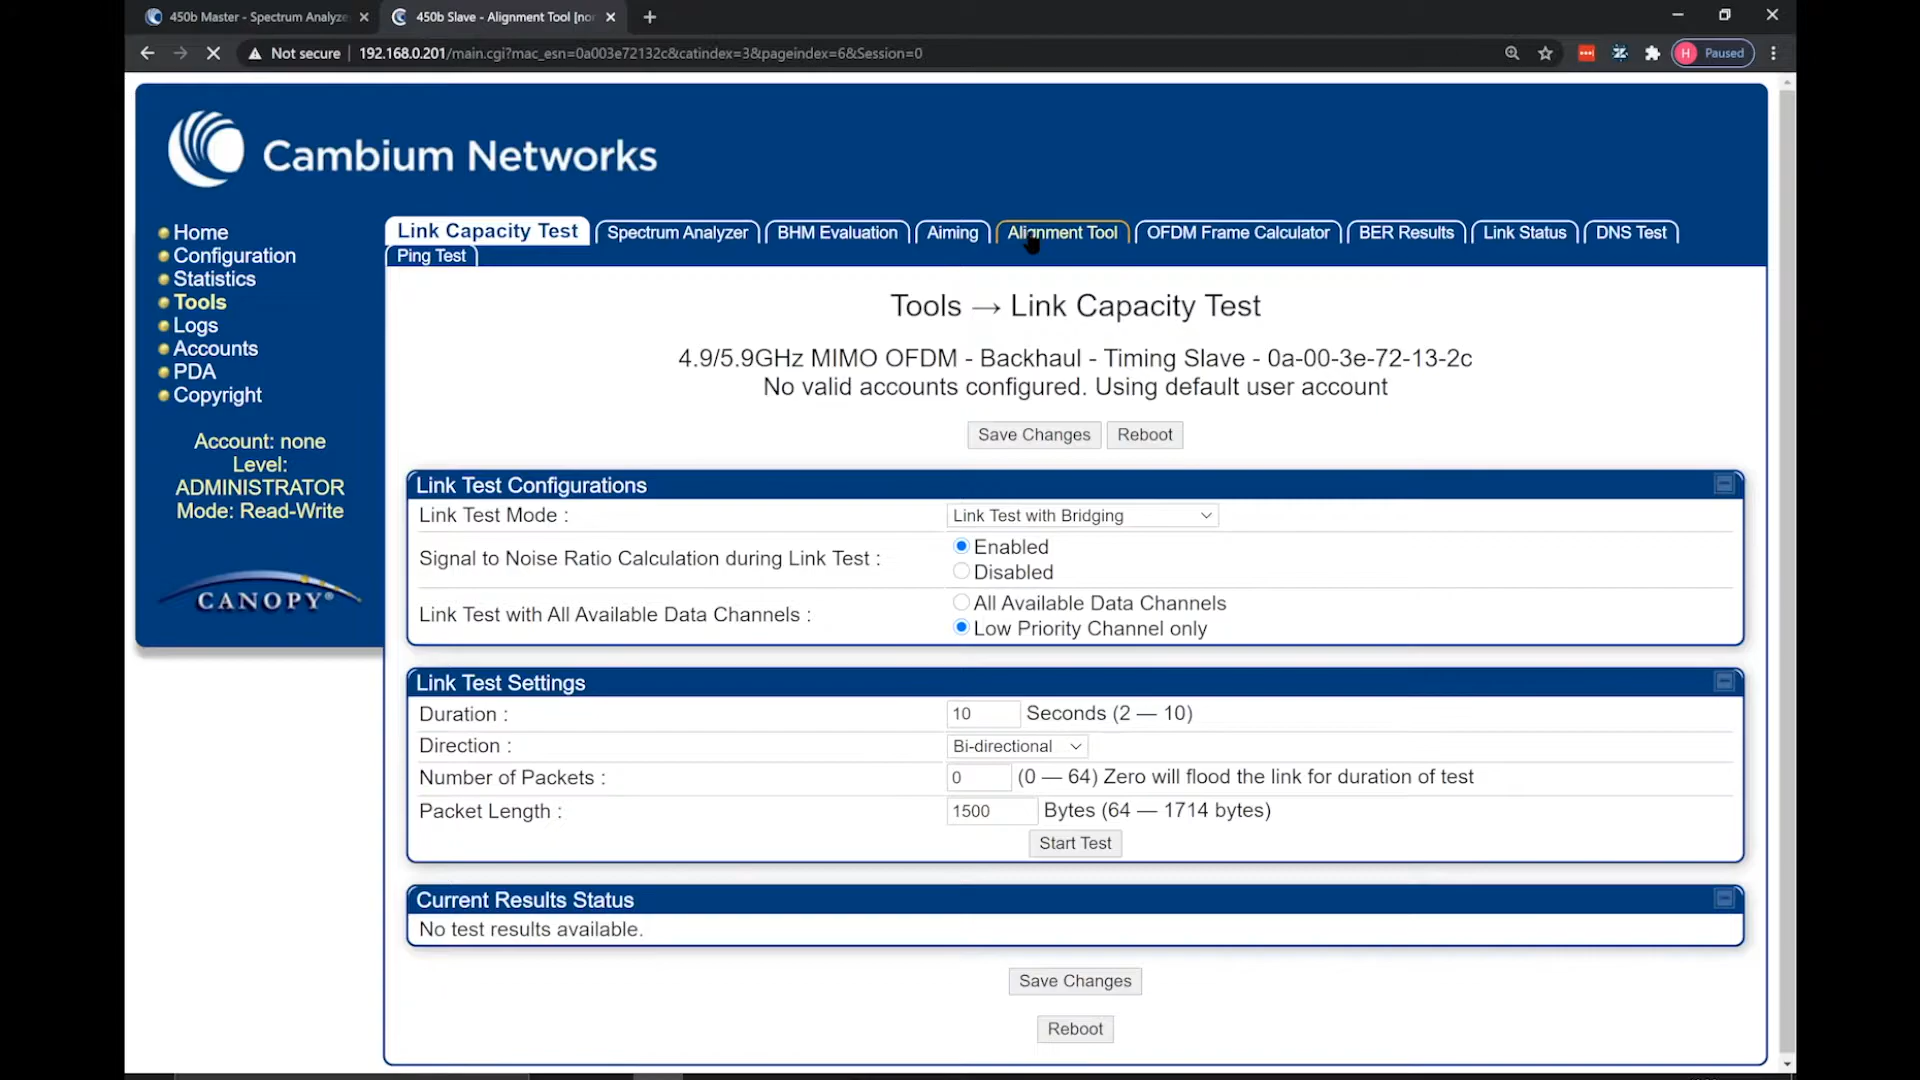 450b Master - Spectrum Analyze
450b Slave - Alignment Tool [nor
Not secure
192.168.0.201/main.cgi?mac_esn=0a003e72132c&catindex=3&pageindex=6&Session=0
H Paused
Cambium Networks
Home
Configuration
Statistics
Tools
Logs
Accounts
PDA
Copyright
Account: none
Level:
ADMINISTRATOR
Mode: Read-Write
CANOPY®
Link Capacity Test
Spectrum Analyzer
BHM Evaluation
Aiming
Alignment Tool
OFDM Frame Calculator
BER Results
Link Status
DNS Test
Ping Test
Tools → Link Capacity Test
4.9/5.9GHz MIMO OFDM - Backhaul - Timing Slave - 0a-00-3e-72-13-2c
No valid accounts configured. Using default user account
Save Changes Reboot
Link Test Configurations
Link Test Mode : Link Test with Bridging
Signal to Noise Ratio Calculation during Link Test :
Enabled
Disabled
Link Test with All Available Data Channels :
All Available Data Channels
Low Priority Channel only
Link Test Settings
Duration : 10 Seconds (2 — 10)
Direction : Bi-directional
Number of Packets : 0 (0 — 64) Zero will flood the link for duration of test
Packet Length : 1500 Bytes (64 — 1714 bytes)
Start Test
Current Results Status
No test results available.
Save Changes
Reboot